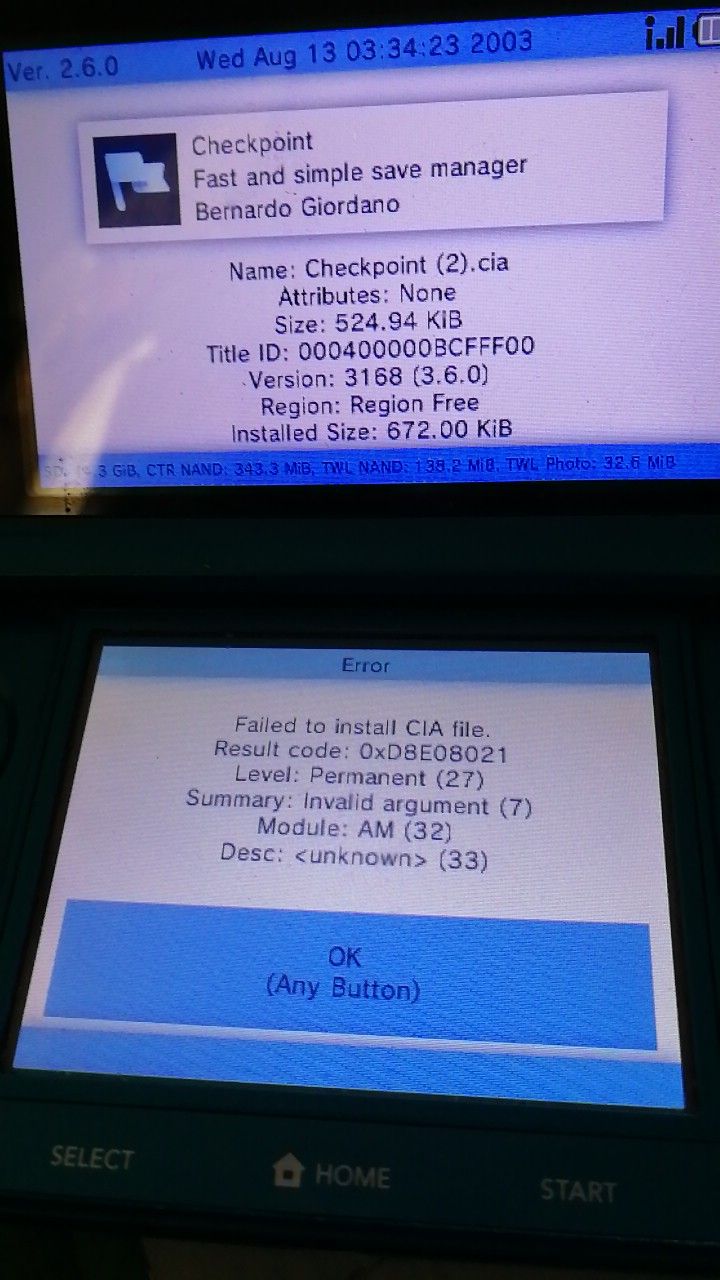 Ver. 2.6.0 Wed Aug 13 03:34:23 2003
Checkpoint
Fast and simple save manager
Bernardo Giordano
Name: Checkpoint (2).cia
Attributes: None
Size: 524.94 KiB
Title ID: 000400000BCFFF00
Version: 3168 (3.6.0)
Region: Region Free
Installed Size: 672.00 KiB
3 GiB, CTR NAND: 343.3 MiB, TWL NAND: 138.2 MiB, TWL Photo: 32.6 MiB
Error
Failed to install CIA file.
Result code: 0xD8E08021
Level: Permanent (27)
Summary: Invalid argument (7)
Module: AM (32)
Desc: <unknown> (33)
OK
(Any Button)
SELECT HOME START